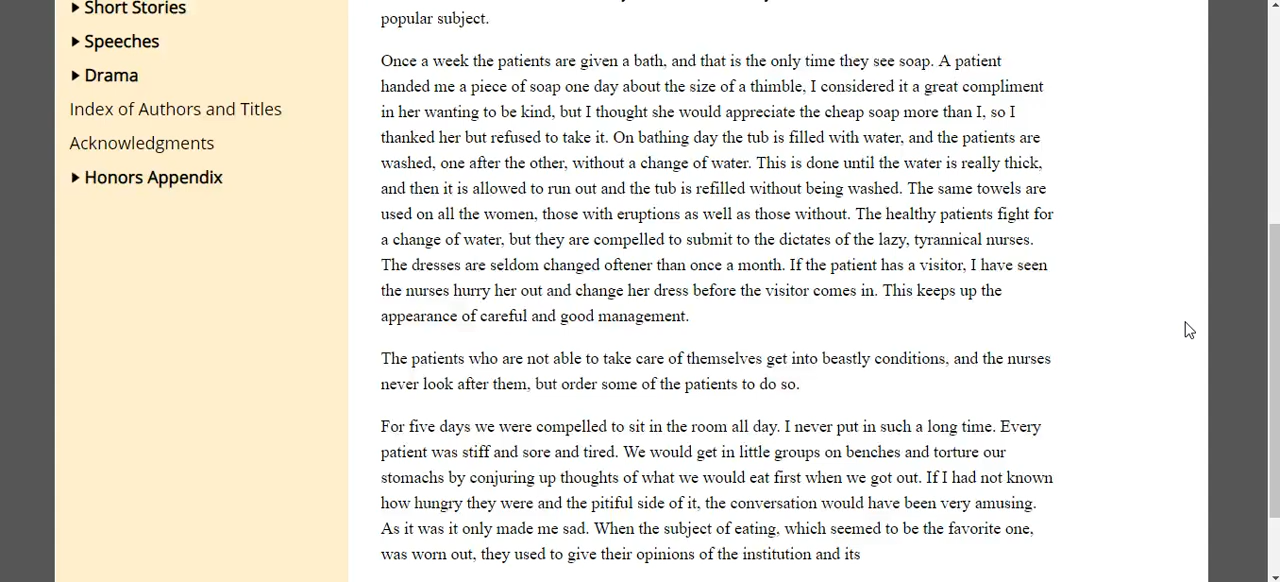 Short Stories
Speeches
Drama
Index of Authors and Titles
Acknowledgments
Honors Appendix
popular subject.
Once a week the patients are given a bath, and that is the only time they see soap. A patient
handed me a piece of soap one day about the size of a thimble, I considered it a great compliment
in her wanting to be kind, but I thought she would appreciate the cheap soap more than I, so I
thanked her but refused to take it. On bathing day the tub is filled with water, and the patients are
washed, one after the other, without a change of water. This is done until the water is really thick,
and then it is allowed to run out and the tub is refilled without being washed. The same towels are
used on all the women, those with eruptions as well as those without. The healthy patients fight for
a change of water, but they are compelled to submit to the dictates of the lazy, tyrannical nurses.
The dresses are seldom changed oftener than once a month. If the patient has a visitor, I have seen
the nurses hurry her out and change her dress before the visitor comes in. This keeps up the
appearance of careful and good management.
The patients who are not able to take care of themselves get into beastly conditions, and the nurses
never look after them, but order some of the patients to do so.
For five days we were compelled to sit in the room all day. I never put in such a long time. Every
patient was stiff and sore and tired. We would get in little groups on benches and torture our
stomachs by conjuring up thoughts of what we would eat first when we got out. If I had not known
how hungry they were and the pitiful side of it, the conversation would have been very amusing.
As it was it only made me sad. When the subject of eating, which seemed to be the favorite one,
was worn out, they used to give their opinions of the institution and its